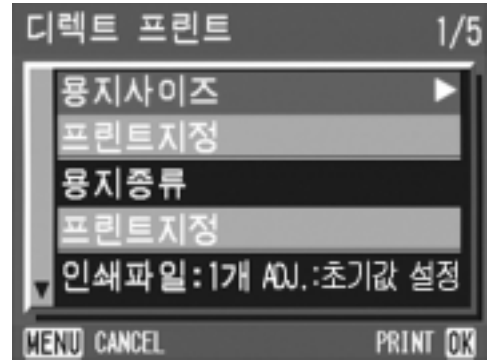 디렉트 프린트 1/5
용지사이즈
프린트지정
용지종류
프린트지정
인쇄파일:1개 ADJ.:초기값 설정
MENU CANCEL PRINT OK